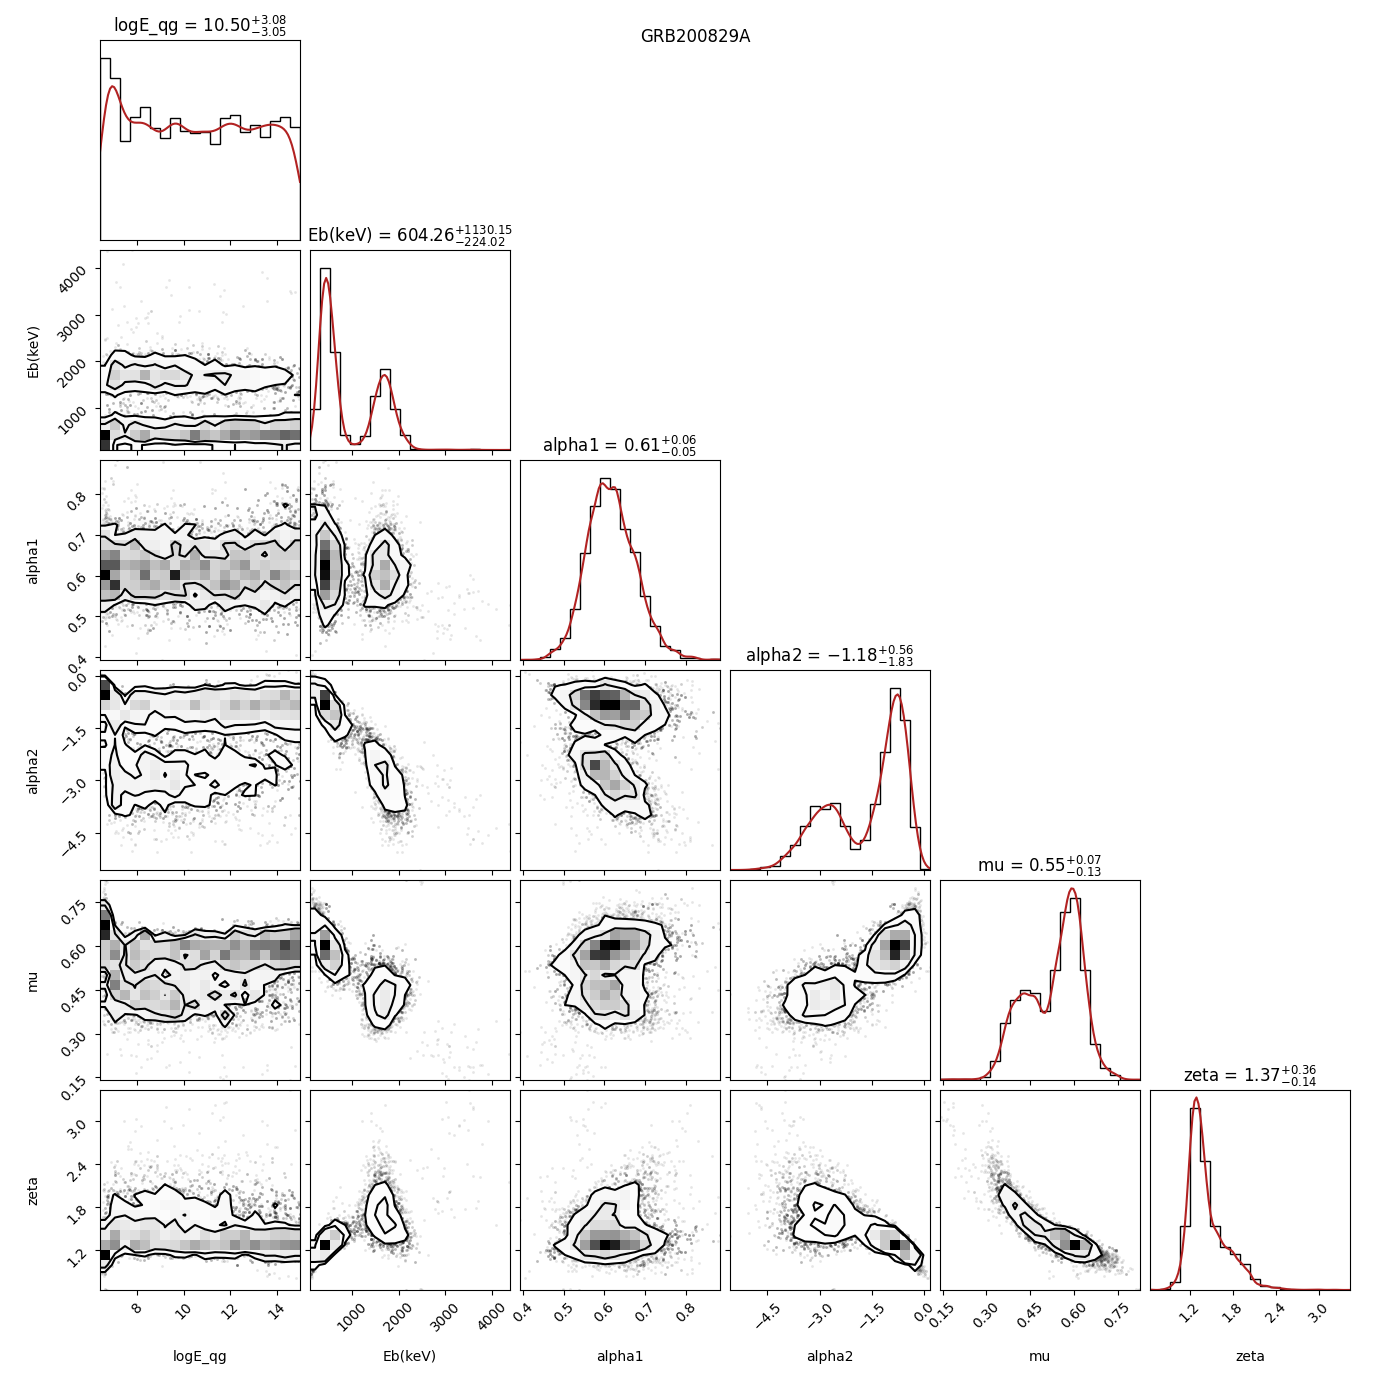 logE_qg = 10.50 +3.08 −3.05
GRB200829A
Eb(keV) = 604.26 +1130.15 −224.02
4000
3000
2000
1000
Eb(keV)
alpha1 = 0.61 +0.06 −0.05
0.8
0.7
0.6
0.5
0.4
alpha1
alpha2 = −1.18 +0.56 −1.83
0.0
−1.5
−3.0
−4.5
alpha2
mu = 0.55 +0.07 −0.13
0.75
0.60
0.45
0.30
0.15
mu
zeta = 1.37 +0.36 −0.14
3.0
2.4
1.8
1.2
zeta
8 10 12 14 1000 2000 3000 4000 0.4 0.5 0.6 0.7 0.8 −4.5 −3.0 −1.5 0.0 0.15 0.30 0.45 0.60 0.75 1.2 1.8 2.4 3.0
logE_qg Eb(keV) alpha1 alpha2 mu zeta